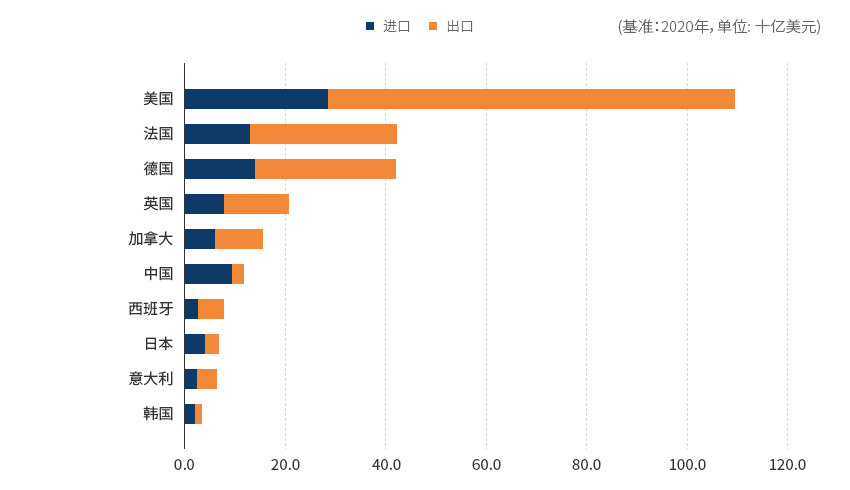 进口 出口 (基准:2020年, 单位: 十亿美元)
美国
法国
德国
英国
加拿大
中国
西班牙
日本
意大利
韩国
0.0 20.0 40.0 60.0 80.0 100.0 120.0